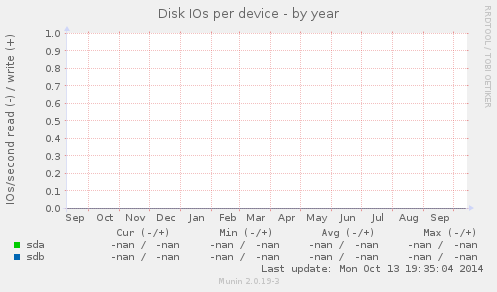 Disk IOs per device - by year
RRDTOOL / TOBI OETIKER
IOs/second read (-) / write (+)
1.0
0.9
0.8
0.7
0.6
0.5
0.4
0.3
0.2
0.1
0.0
Sep Oct Nov Dec Jan Feb Mar Apr May Jun Jul Aug Sep
Cur (-/+) Min (-/+) Avg (-/+) Max (-/+)
sda -nan / -nan -nan / -nan -nan / -nan -nan / -nan
sdb -nan / -nan -nan / -nan -nan / -nan -nan / -nan
Last update: Mon Oct 13 19:35:04 2014
Munin 2.0.19-3